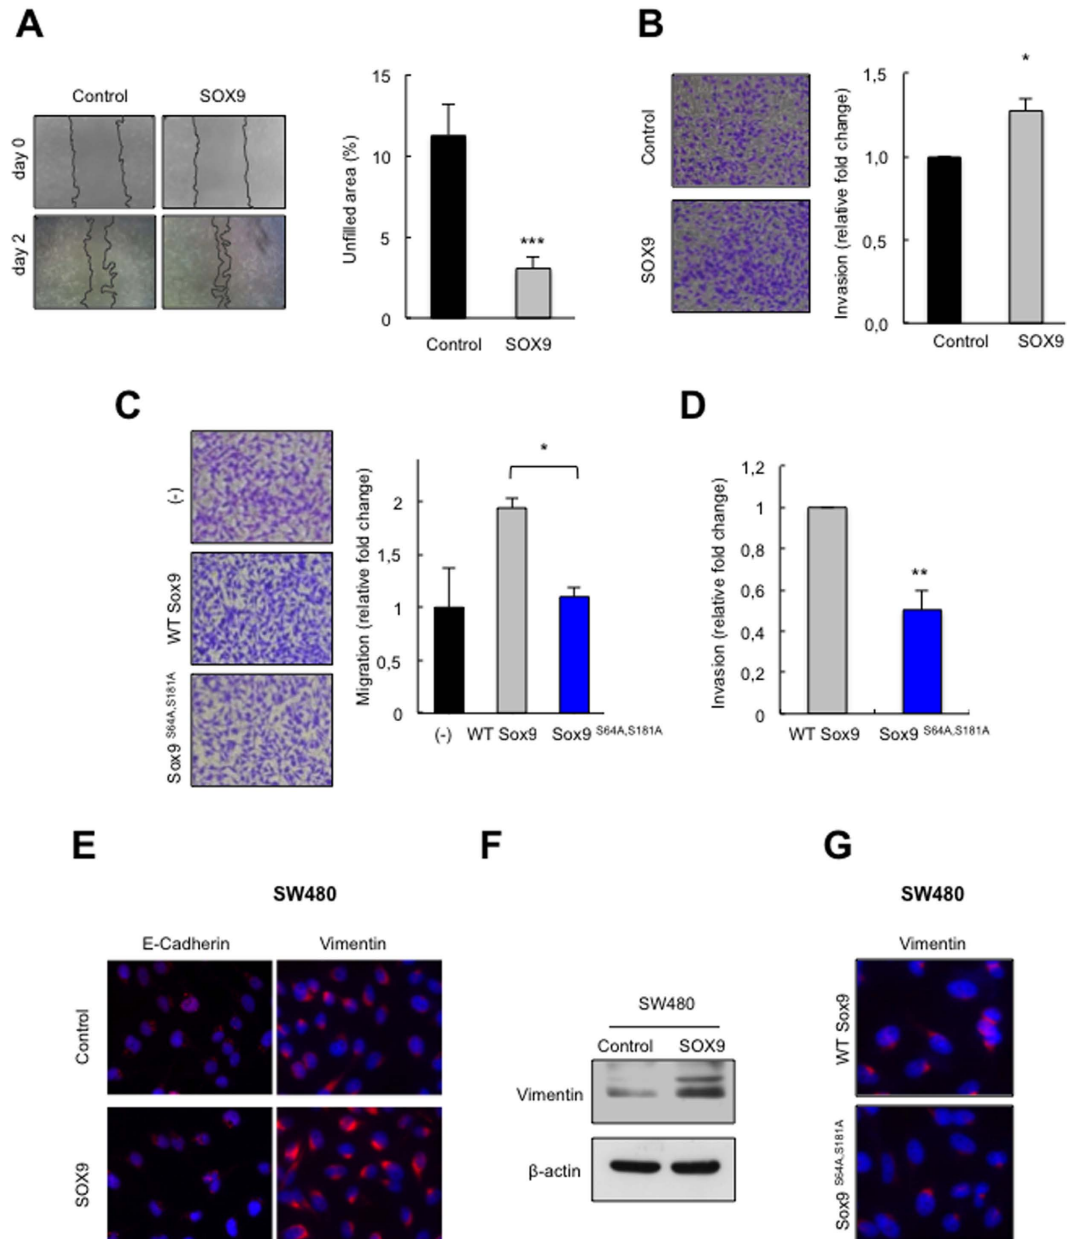 A
B
Control
SOX9
day 0
day 2
Unfilled area (%)
15
10
5
0
***
Control
SOX9
Control
SOX9
Invasion (relative fold change)
1,5
1,0
0,5
0,0
*
Control
SOX9
C
D
(-)
WT Sox9
Sox9 S64A,S181A
Migration (relative fold change)
2
1,5
1
0,5
0
*
(-)
WT Sox9
Sox9 S64A,S181A
Invasion (relative fold change)
1,2
1
0,8
0,6
0,4
0,2
0
**
WT Sox9
Sox9 S64A,S181A
E
F
G
SW480
E-Cadherin
Vimentin
Control
SOX9
SW480
Control
SOX9
Vimentin
β-actin
SW480
Vimentin
WT Sox9
Sox9 S64A,S181A